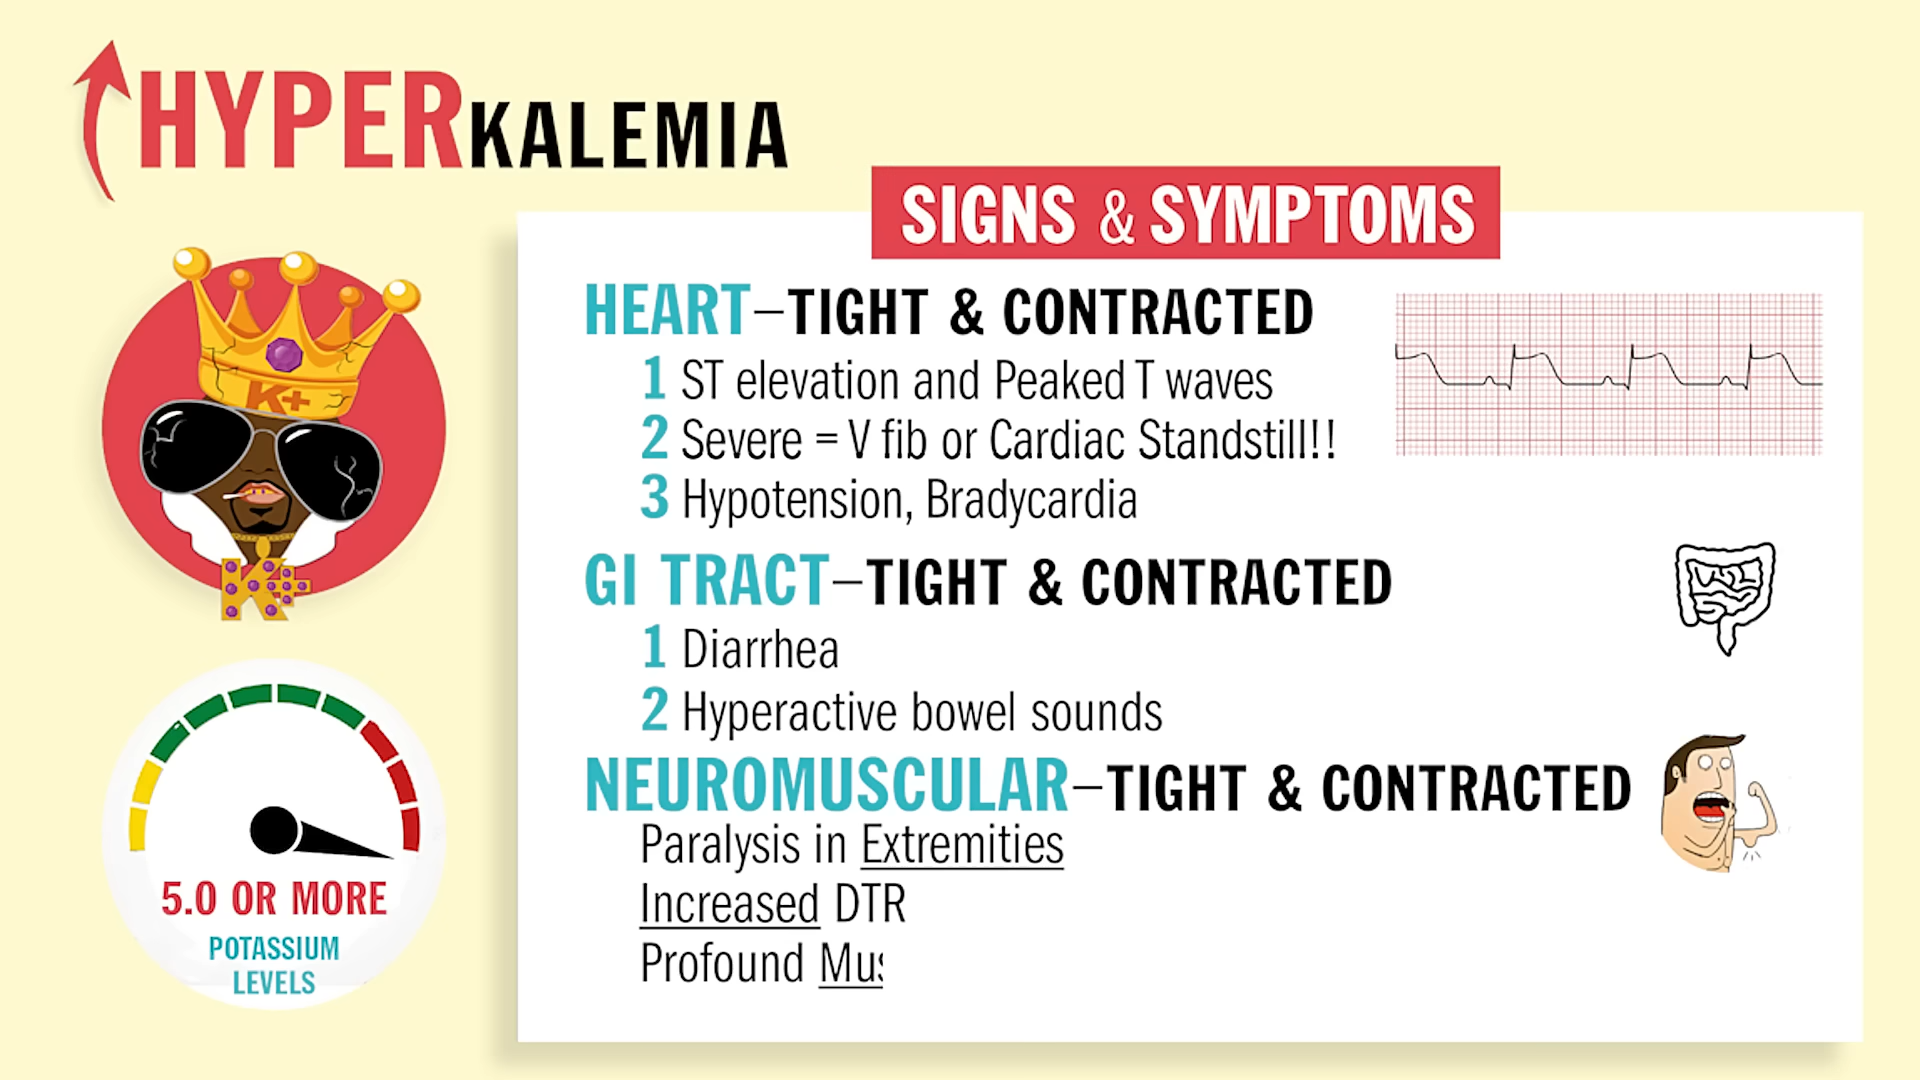 HYPERKALEMIA
SIGNS & SYMPTOMS
HEART–TIGHT & CONTRACTED
1 ST elevation and Peaked T waves
2 Severe = V fib or Cardiac Standstill!!
3 Hypotension, Bradycardia
GI TRACT–TIGHT & CONTRACTED
1 Diarrhea
2 Hyperactive bowel sounds
NEUROMUSCULAR–TIGHT & CONTRACTED
Paralysis in Extremities
Increased DTR
Profound
K+
K+
5.0 OR MORE
POTASSIUM
LEVELS